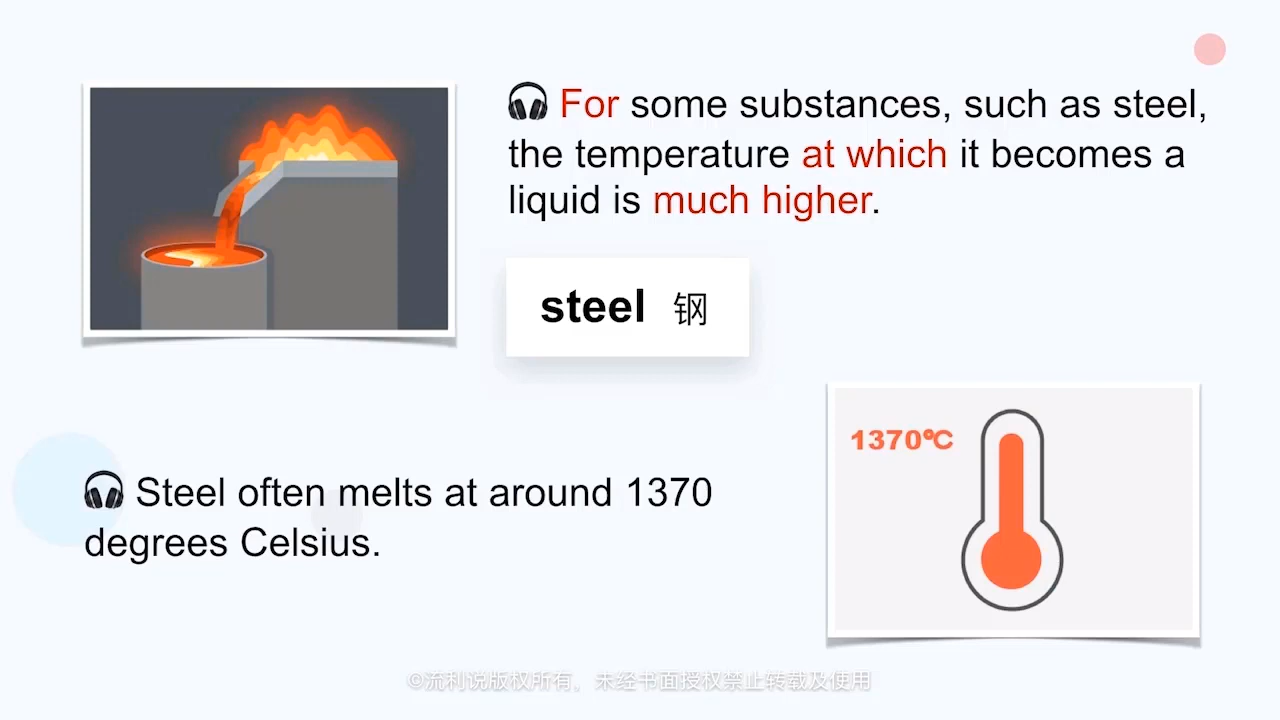 For some substances, such as steel,
the temperature at which it becomes a
liquid is much higher.
steel 钢
1370°C
Steel often melts at around 1370
degrees Celsius.
©流利说版权所有，未经书面授权禁止转载及使用